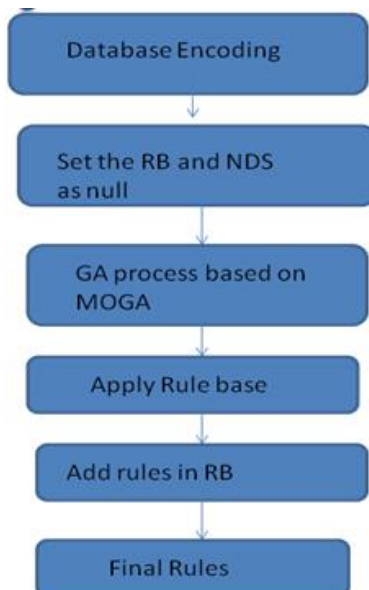 Database Encoding
Set the RB and NDS
as null
GA process based on
MOGA
Apply Rule base
Add rules in RB
Final Rules